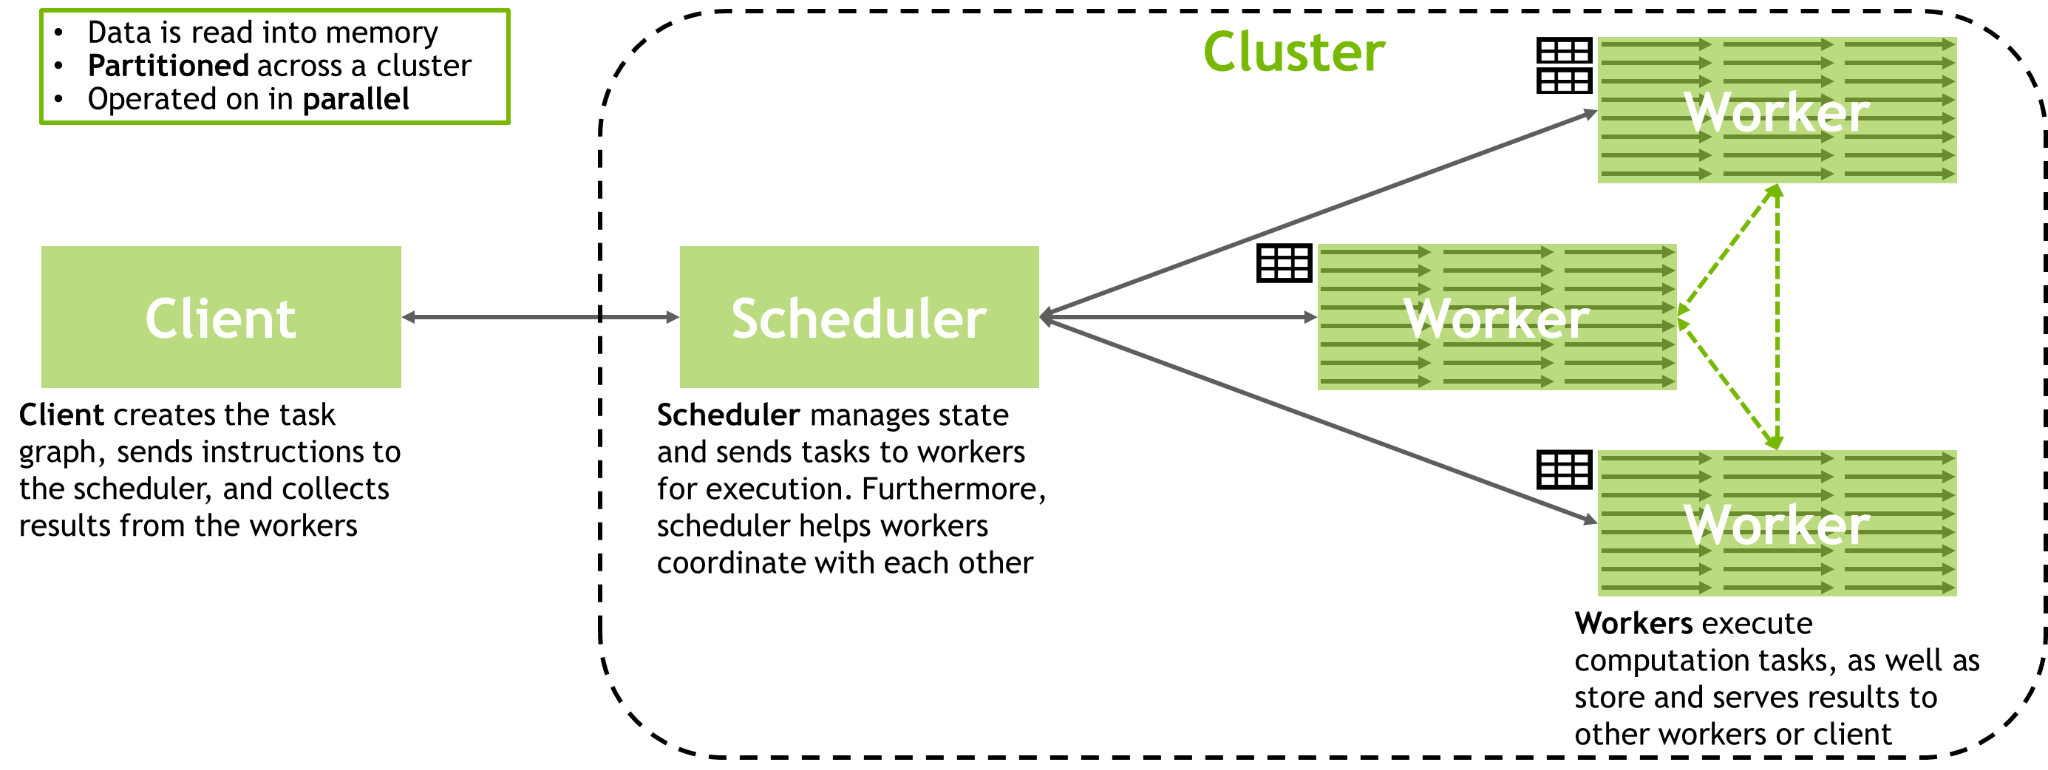 • Data is read into memory
• Partitioned across a cluster
• Operated on in parallel
Cluster
Client
Client creates the task
graph, sends instructions to
the scheduler, and collects
results from the workers
Scheduler
Scheduler manages state
and sends tasks to workers
for execution. Furthermore,
scheduler helps workers
coordinate with each other
Worker
Worker
Worker
Workers execute
computation tasks, as well as
store and serves results to
other workers or client